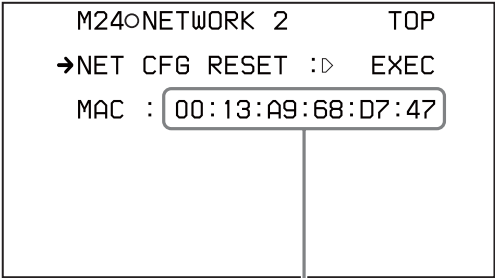 M24○NETWORK 2 TOP
➔NET CFG RESET :▷ EXEC
MAC : 00:13:A9:68:D7:47